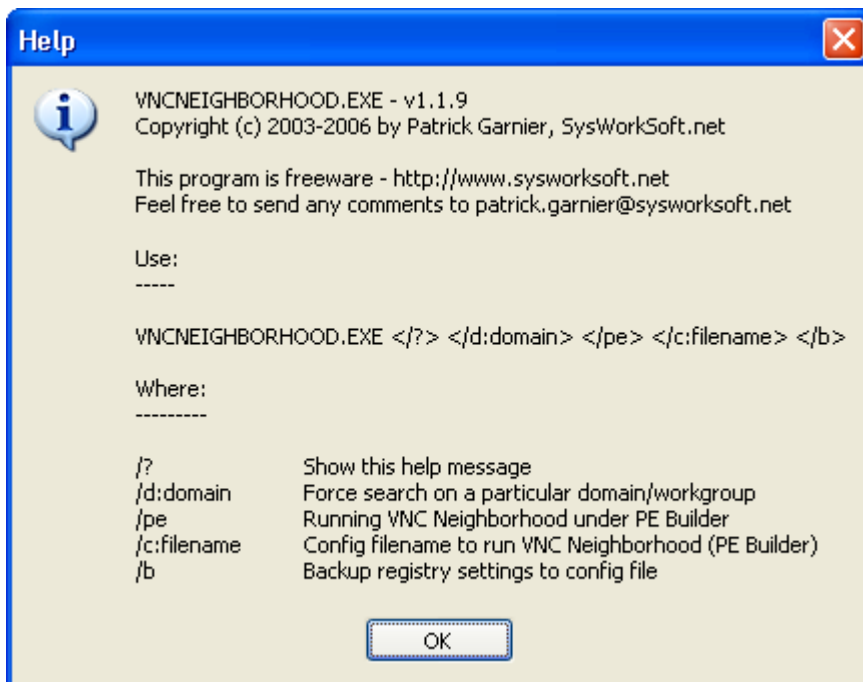 Help
VNCNEIGHBORHOOD.EXE - v1.1.9
Copyright (c) 2003-2006 by Patrick Garnier, SysWorkSoft.net
This program is freeware - http://www.sysworksoft.net
Feel free to send any comments to patrick.garnier@sysworksoft.net
Use:
-----
VNCNEIGHBORHOOD.EXE </?> </d:domain> </pe> </c:filename> </b>
Where:
---------
/? Show this help message
/d:domain Force search on a particular domain/workgroup
/pe Running VNC Neighborhood under PE Builder
/c:filename Config filename to run VNC Neighborhood (PE Builder)
/b Backup registry settings to config file
OK